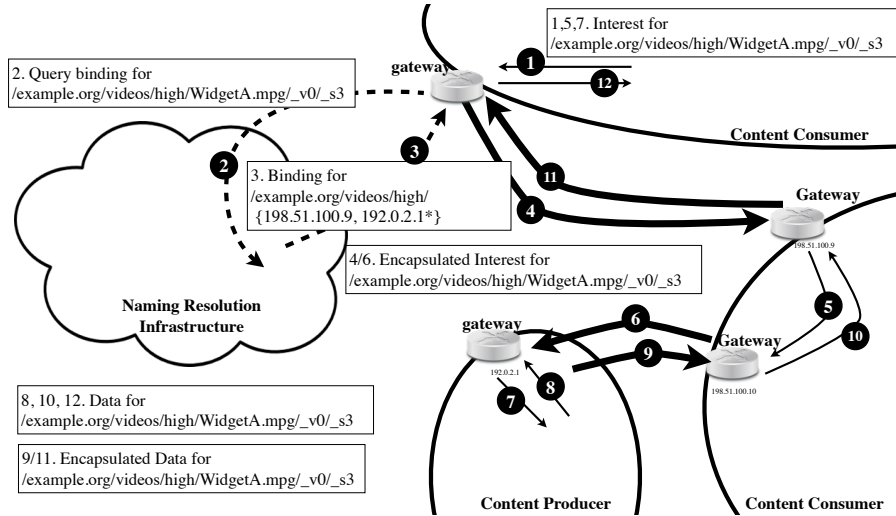 1,5,7. Interest for
/example.org/videos/high/WidgetA.mpg/_v0/_s3
gateway
1
12
2. Query binding for
/example.org/videos/high/WidgetA.mpg/_v0/_s3
Content Consumer
3
2
3. Binding for
/example.org/videos/high/
{198.51.100.9, 192.0.2.1*}
11
4
Gateway
198.51.100.9
4/6. Encapsulated Interest for
/example.org/videos/high/WidgetA.mpg/_v0/_s3
Naming Resolution
Infrastructure
5
10
gateway
192.0.2.1
6
9
Gateway
198.51.100.10
7
8
8, 10, 12. Data for
/example.org/videos/high/WidgetA.mpg/_v0/_s3
9/11. Encapsulated Data for
/example.org/videos/high/WidgetA.mpg/_v0/_s3
Content Producer
Content Consumer